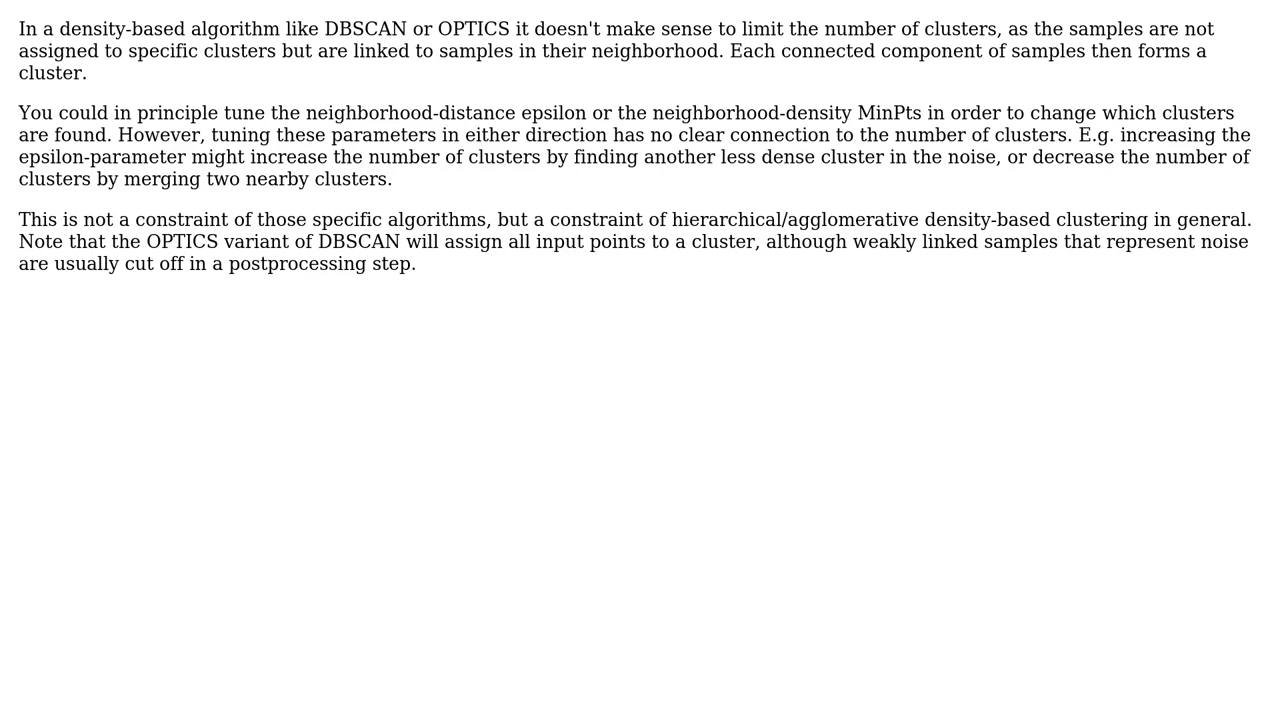 In a density-based algorithm like DBSCAN or OPTICS it doesn't make sense to limit the number of clusters, as the samples are not
assigned to specific clusters but are linked to samples in their neighborhood. Each connected component of samples then forms a
cluster.
You could in principle tune the neighborhood-distance epsilon or the neighborhood-density MinPts in order to change which clusters
are found. However, tuning these parameters in either direction has no clear connection to the number of clusters. E.g. increasing the
epsilon-parameter might increase the number of clusters by finding another less dense cluster in the noise, or decrease the number of
clusters by merging two nearby clusters.
This is not a constraint of those specific algorithms, but a constraint of hierarchical/agglomerative density-based clustering in general.
Note that the OPTICS variant of DBSCAN will assign all input points to a cluster, although weakly linked samples that represent noise
are usually cut off in a postprocessing step.